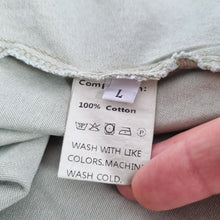 L
100% Cotton
WASH WITH LIKE
COLORS.MACHIN
WASH COLD.